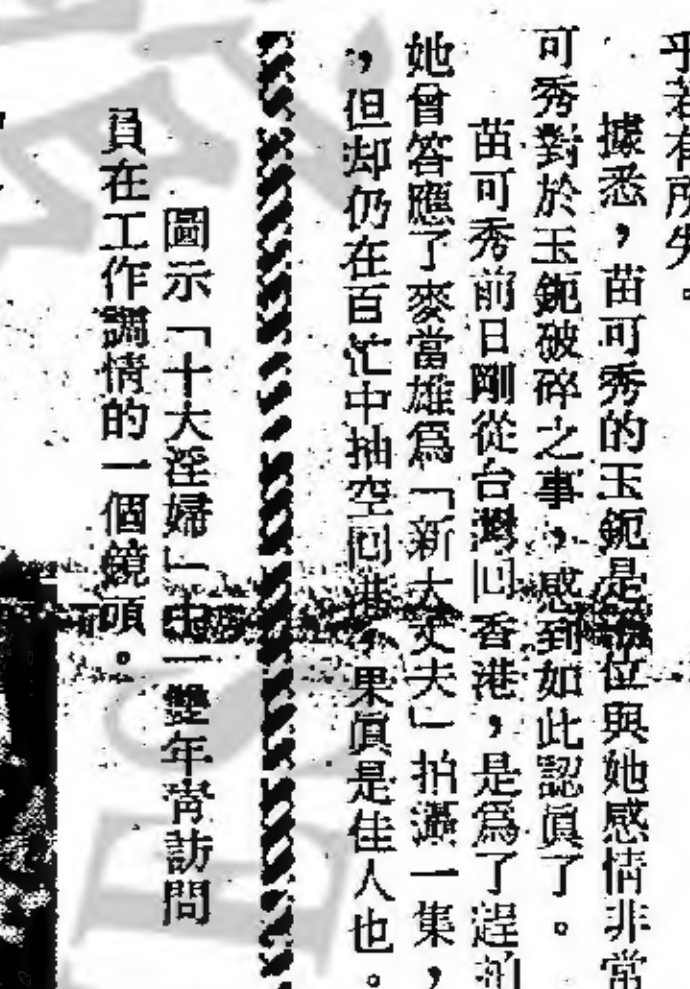 乎若有所失。
據悉，苗可秀的玉鈪是一位與她感情非常
可秀對於玉鈪破碎之事，感到如此認眞了。
苗可秀前日剛從台灣囘香港，是爲了趕拍
她曾答應了麥當雄爲「新大丈夫」拍攝一集，
，但却仍在百忙中抽空囘港，果眞是佳人也。
圖示「十大淫婦」中一雙年靑訪問
員在工作調情的一個鏡頭。